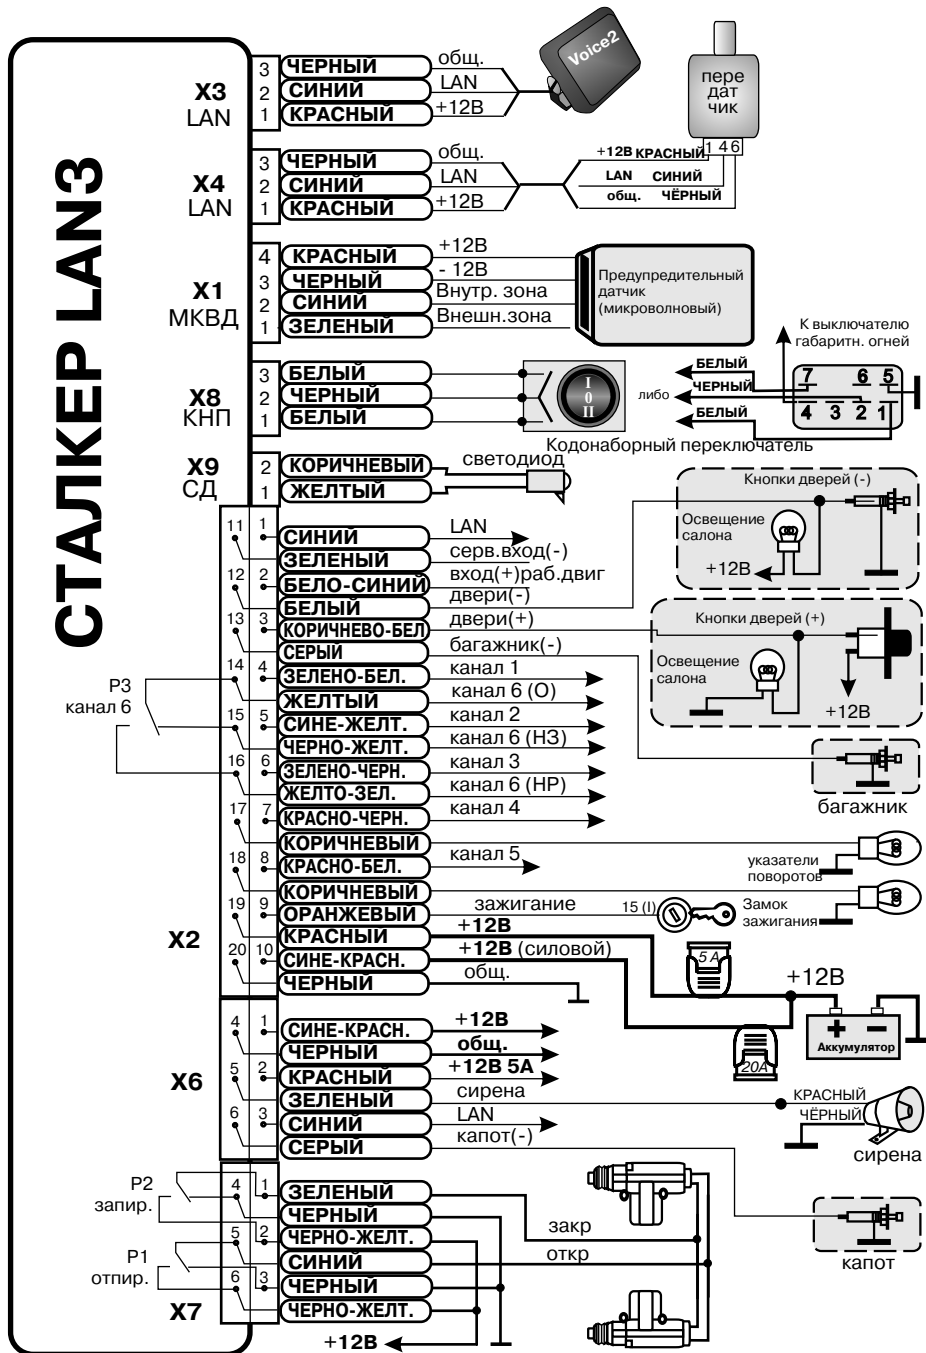 СТАЛКЕР LAN3
X3
LAN
3 ЧЕРНЫЙ общ.
2 СИНИЙ LAN
1 КРАСНЫЙ +12В
Voice2
пере
дат
чик
1 4 6
+12В КРАСНЫЙ
LAN СИНИЙ
общ. ЧЁРНЫЙ
X4
LAN
3 ЧЕРНЫЙ общ.
2 СИНИЙ LAN
1 КРАСНЫЙ +12В
X1
МКВД
4 КРАСНЫЙ +12В
3 ЧЕРНЫЙ - 12В
2 СИНИЙ Внутр. зона
1 ЗЕЛЕНЫЙ Внешн.зона
Предупредительный
датчик
(микроволновый)
X8
КНП
3 БЕЛЫЙ
2 ЧЕРНЫЙ
1 БЕЛЫЙ
I
0
II
Кодонаборный переключатель
либо
БЕЛЫЙ
ЧЕРНЫЙ
БЕЛЫЙ
К выключателю
габаритн. огней
7 6 5
4 3 2 1
X9
СД
2 КОРИЧНЕВЫЙ
1 ЖЕЛТЫЙ
светодиод
X2
1 СИНИЙ LAN
11 ЗЕЛЕНЫЙ серв.вход(-)
2 БЕЛО-СИНИЙ вход(+)раб.двиг
12 БЕЛЫЙ двери(-)
3 КОРИЧНЕВО-БЕЛ двери(+)
13 СЕРЫЙ багажник(-)
4 ЗЕЛЕНО-БЕЛ. канал 1
14 ЖЕЛТЫЙ канал 6 (О)
5 СИНЕ-ЖЕЛТ. канал 2
15 ЧЕРНО-ЖЕЛТ. канал 6 (НЗ)
6 ЗЕЛЕНО-ЧЕРН. канал 3
16 ЖЕЛТО-ЗЕЛ. канал 6 (НР)
7 КРАСНО-ЧЕРН. канал 4
17 КОРИЧНЕВЫЙ
8 КРАСНО-БЕЛ. канал 5
18 КОРИЧНЕВЫЙ
9 ОРАНЖЕВЫЙ зажигание
19 КРАСНЫЙ +12В
10 СИНЕ-КРАСН. +12В (силовой)
20 ЧЕРНЫЙ общ.
Р3
канал 6
Кнопки дверей (-)
Освещение
салона
+12В
Кнопки дверей (+)
Освещение
салона
+12В
багажник
указатели
поворотов
15 (I)
Замок
зажигания
5 А
20А
+12В
+ −
Аккумулятор
X6
1 СИНЕ-КРАСН. +12В
4 ЧЕРНЫЙ общ.
2 КРАСНЫЙ +12В 5А
5 ЗЕЛЕНЫЙ сирена
3 СИНИЙ LAN
6 СЕРЫЙ капот(-)
КРАСНЫЙ
ЧЁРНЫЙ
сирена
капот
X7
Р2
запир.
Р1
отпир.
1 ЗЕЛЕНЫЙ
4 ЧЕРНЫЙ
2 ЧЕРНО-ЖЕЛТ.
5 СИНИЙ
3 ЧЕРНЫЙ
6 ЧЕРНО-ЖЕЛТ.
закр
откр
+12В